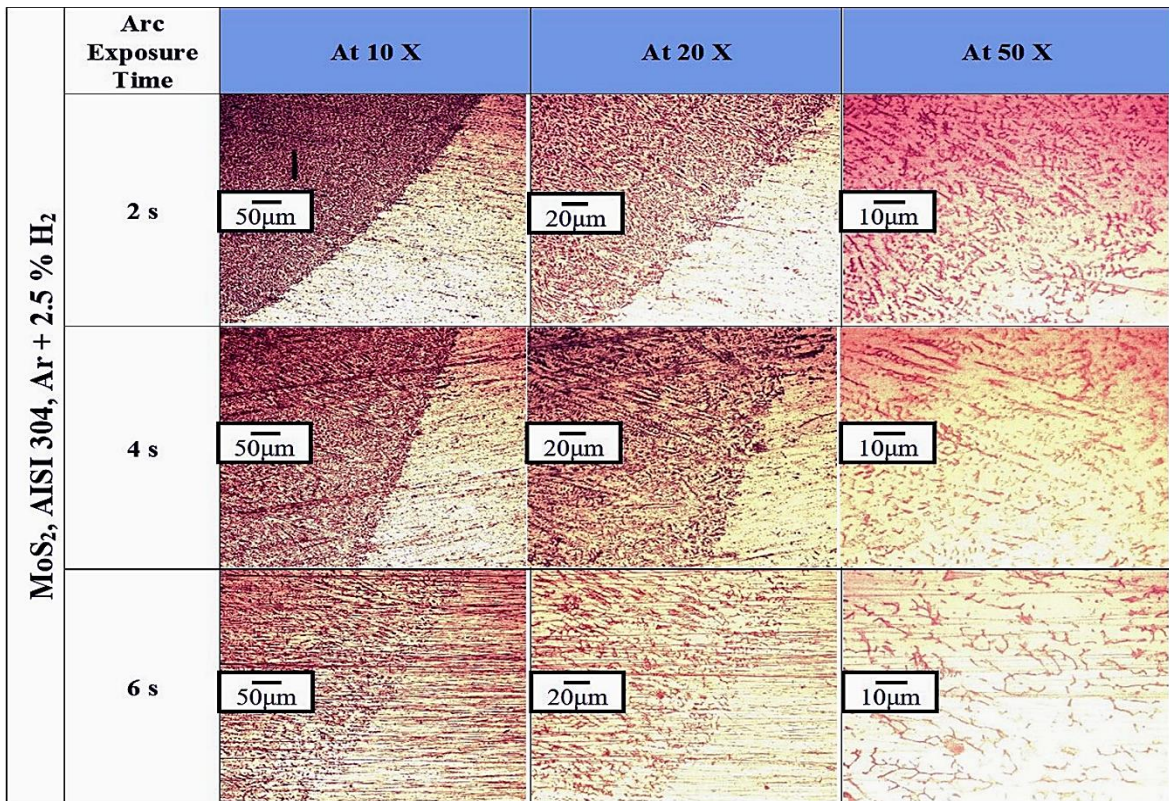 MoS₂, AISI 304, Ar + 2.5 % H₂
Arc
Exposure
Time
At 10 X
At 20 X
At 50 X
2 s
50μm
20μm
10μm
4 s
50μm
20μm
10μm
6 s
50μm
20μm
10μm